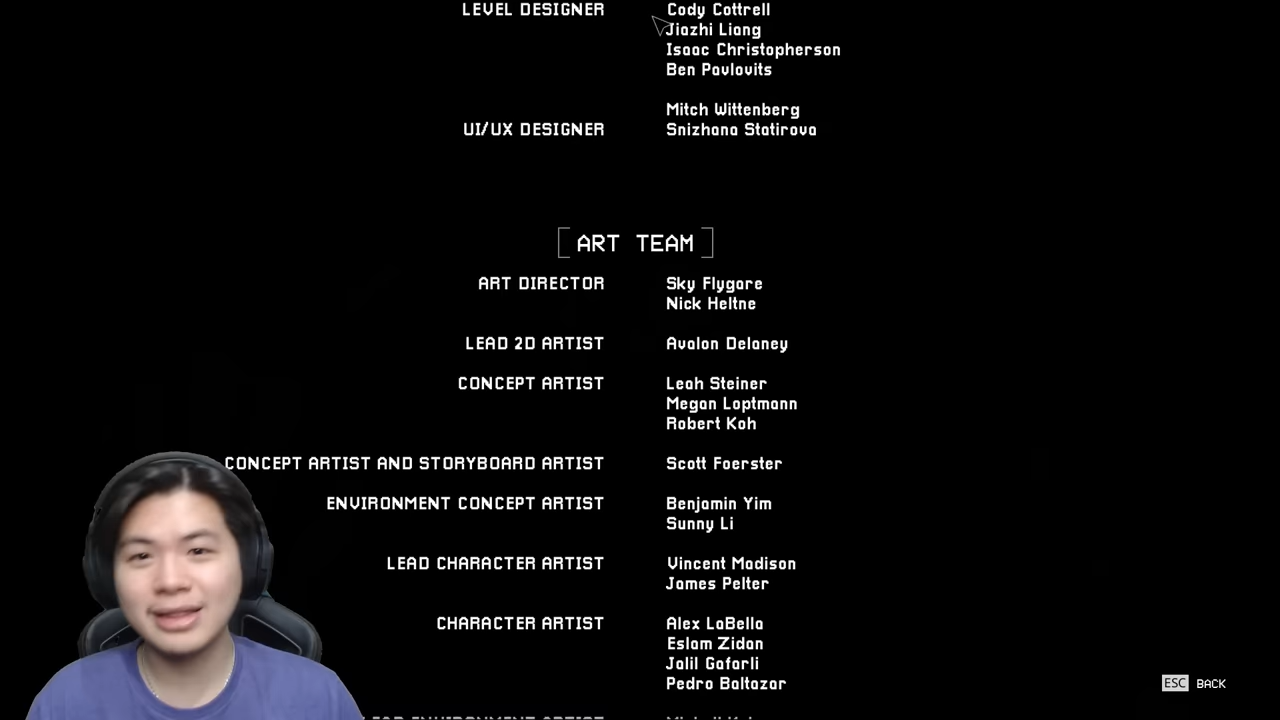 LEVEL DESIGNER Cody Cottrell
Jiazhi Liang
Isaac Christopherson
Ben Pavlovits
Mitch Wittenberg
UI/UX DESIGNER Snizhana Statirova
ART TEAM
ART DIRECTOR Sky Flygare
Nick Heltne
LEAD 2D ARTIST Avalon Delaney
CONCEPT ARTIST Leah Steiner
Megan Loptmann
Robert Koh
CONCEPT ARTIST AND STORYBOARD ARTIST Scott Foerster
ENVIRONMENT CONCEPT ARTIST Benjamin Yim
Sunny Li
LEAD CHARACTER ARTIST Vincent Madison
James Pelter
CHARACTER ARTIST Alex LaBella
Eslam Zidan
Jalil Gafarli
Pedro Baltazar
ESC BACK
LEAD ENVIRONMENT ARTIST